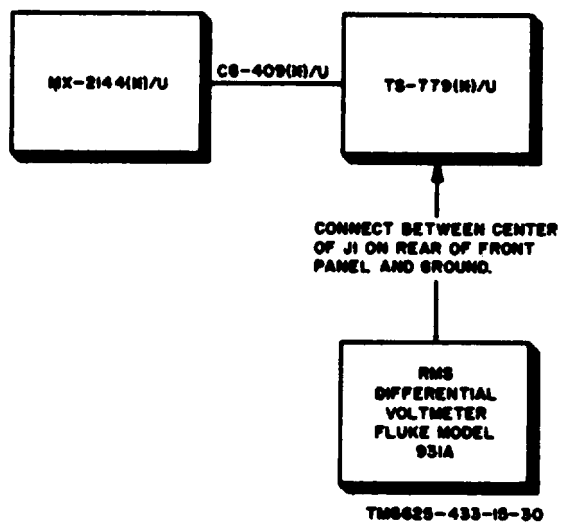 MX-2144(N)/U
CG-409(N)/U
TS-779(N)/U
CONNECT BETWEEN CENTER
OF J1 ON REAR OF FRONT
PANEL AND GROUND.
RMS
DIFFERENTIAL
VOLTMETER
FLUKE MODEL
931A
TM6625-433-15-30